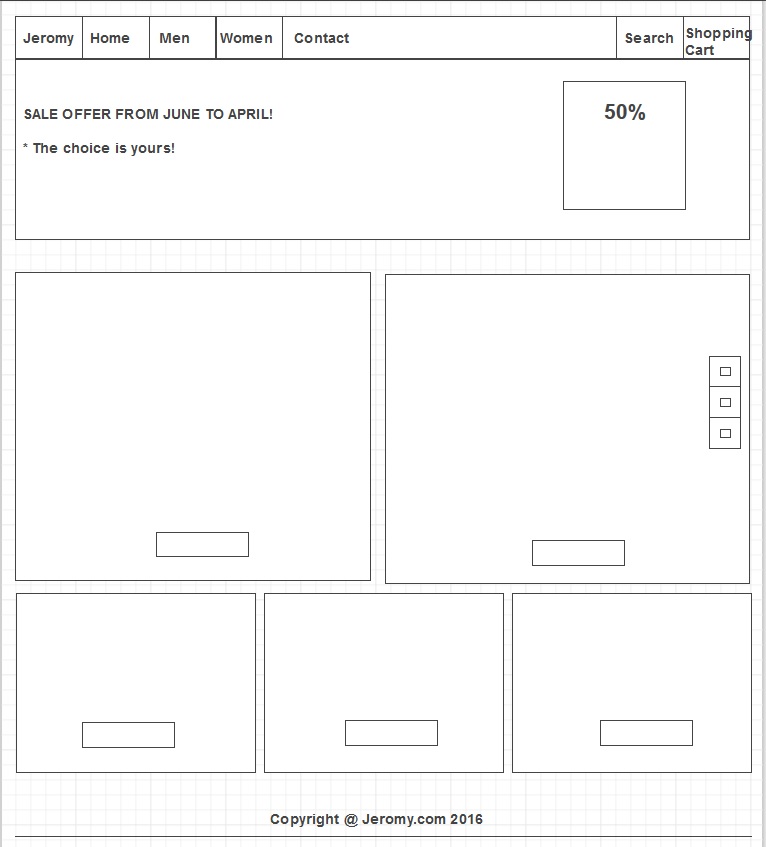 Jeromy Home Men Women Contact Search Shopping
Cart
SALE OFFER FROM JUNE TO APRIL!
* The choice is yours!
50%
Copyright @ Jeromy.com 2016